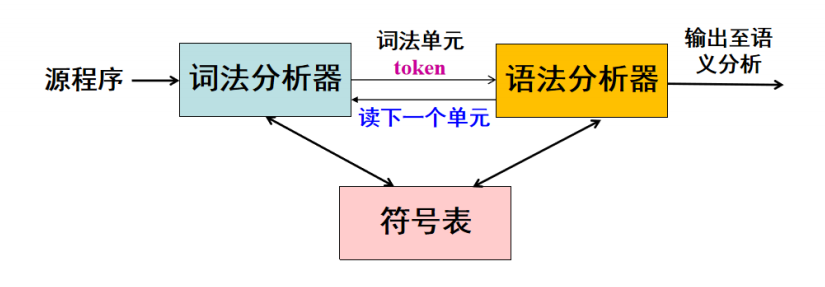 源程序
词法分析器
词法单元
token
读下一个单元
语法分析器
输出至语
义分析
符号表